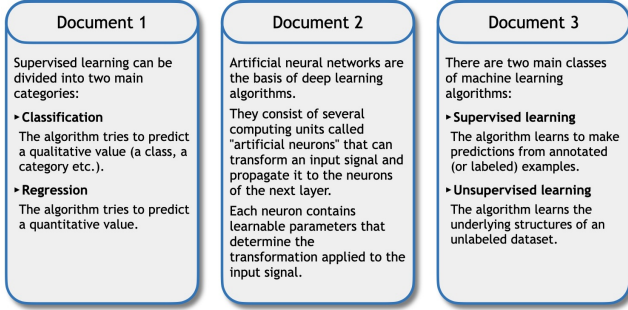 Document 1
Supervised learning can be
divided into two main
categories:
▸Classification
The algorithm tries to predict
a qualitative value (a class, a
category etc.).
▸Regression
The algorithm tries to predict
a quantitative value.
Document 2
Artificial neural networks are
the basis of deep learning
algorithms.
They consist of several
computing units called
"artificial neurons" that can
transform an input signal and
propagate it to the neurons
of the next layer.
Each neuron contains
learnable parameters that
determine the
transformation applied to the
input signal.
Document 3
There are two main classes
of machine learning
algorithms:
▸Supervised learning
The algorithm learns to make
predictions from annotated
(or labeled) examples.
▸Unsupervised learning
The algorithm learns the
underlying structures of an
unlabeled dataset.